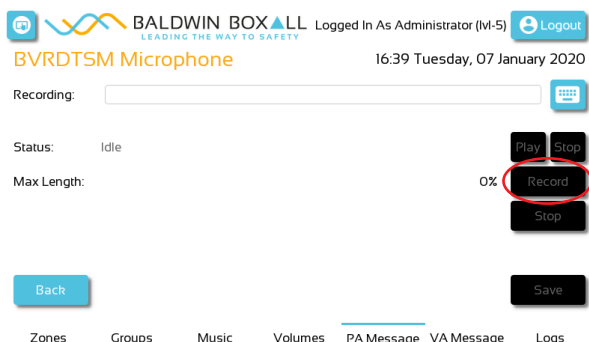 BALDWIN BOXALL Logged In As Administrator (lvl-5) Logout
LEADING THE WAY TO SAFETY
BVRDTSM Microphone 16:39 Tuesday, 07 January 2020
Recording:
Status: Idle Play Stop
Max Length: 0% Record
Stop
Back Save
Zones Groups Music Volumes PA Message VA Message Logs